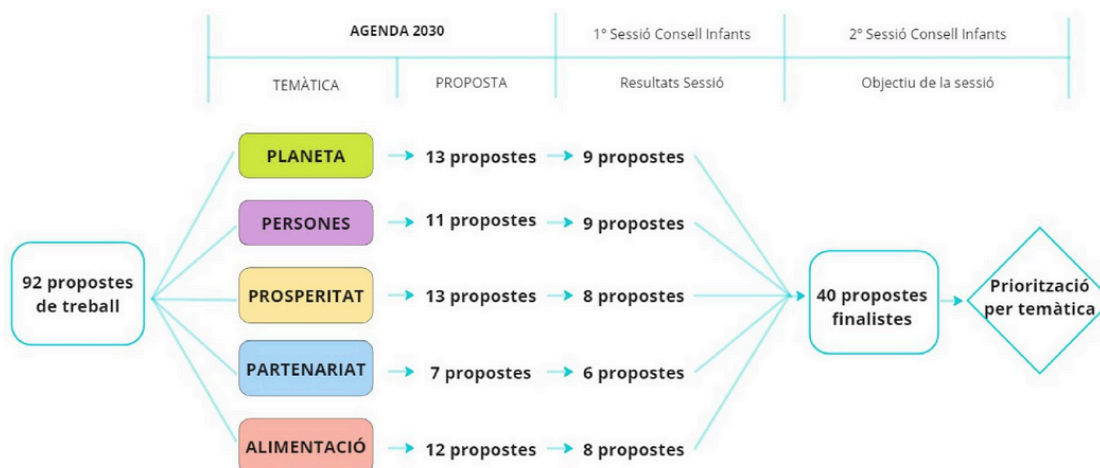 AGENDA 2030
1º Sessió Consell Infants
2º Sessió Consell Infants
TEMÀTICA
PROPOSTA
Resultats Sessió
Objectiu de la sessió
92 propostes
de treball
PLANETA
13 propostes
9 propostes
PERSONES
11 propostes
9 propostes
PROSPERITAT
13 propostes
8 propostes
PARTENARIAT
7 propostes
6 propostes
ALIMENTACIÓ
12 propostes
8 propostes
40 propostes
finalistes
Priorització
per temàtica